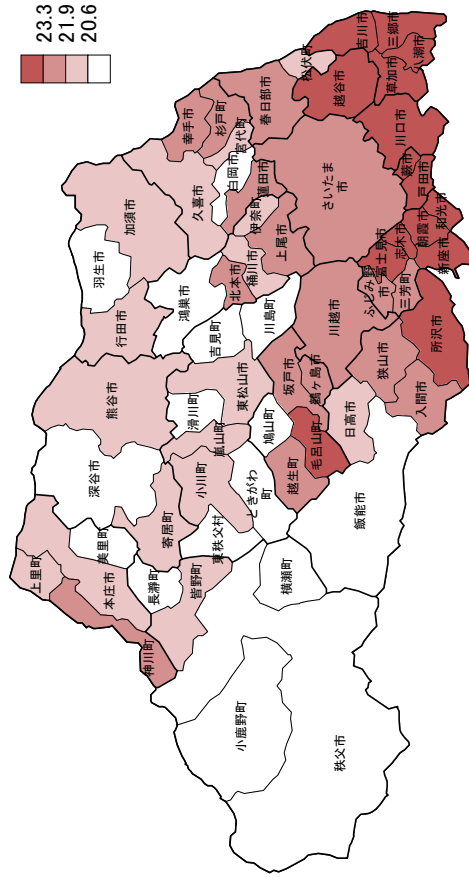 23.3
21.9
20.6
上里町
神川町
本庄市
美里町
深谷市
熊谷市
行田市
羽生市
加須市
長瀞町
皆野町
寄居町
小川町
嵐山町
滑川町
東松山市
吉見町
鴻巣市
久喜市
幸手市
杉戸町
宮代町
白岡市
蓮田市
伊奈町
桶川市
北本市
上尾市
春日部市
松伏町
小鹿野町
秩父市
横瀬町
東秩父村
ときがわ
町
鳩山町
川島町
越生町
毛呂山町
坂戸市
鶴ヶ島市
川越市
さいたま
市
越谷市
吉川市
三郷市
八潮市
草加市
川口市
飯能市
日高市
狭山市
入間市
所沢市
ふじみ野
市
富士見市
三芳町
志木市
新座市
朝霞市
和光市
戸田市
蕨市